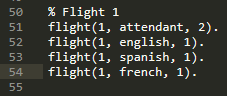 50 % Flight 1
51 flight(1, attendant, 2).
52 flight(1, english, 1).
53 flight(1, spanish, 1).
54 flight(1, french, 1).
55